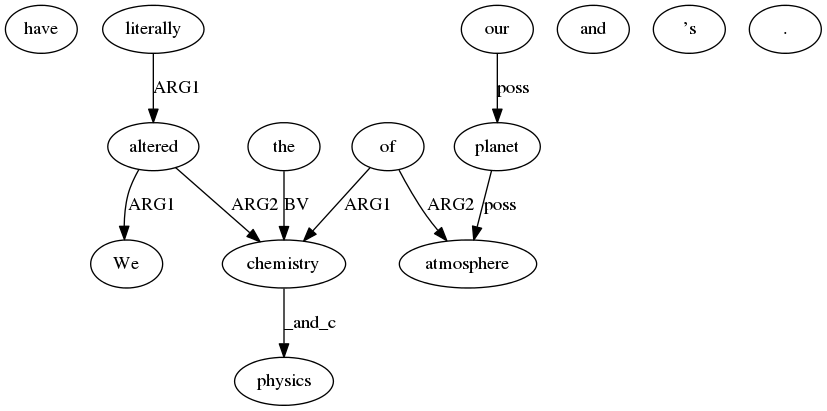 have literally our and ’s .
ARG1 poss
altered the of planet
ARG1 ARG2 BV ARG1 ARG2 poss
We chemistry atmosphere
_and_c
physics